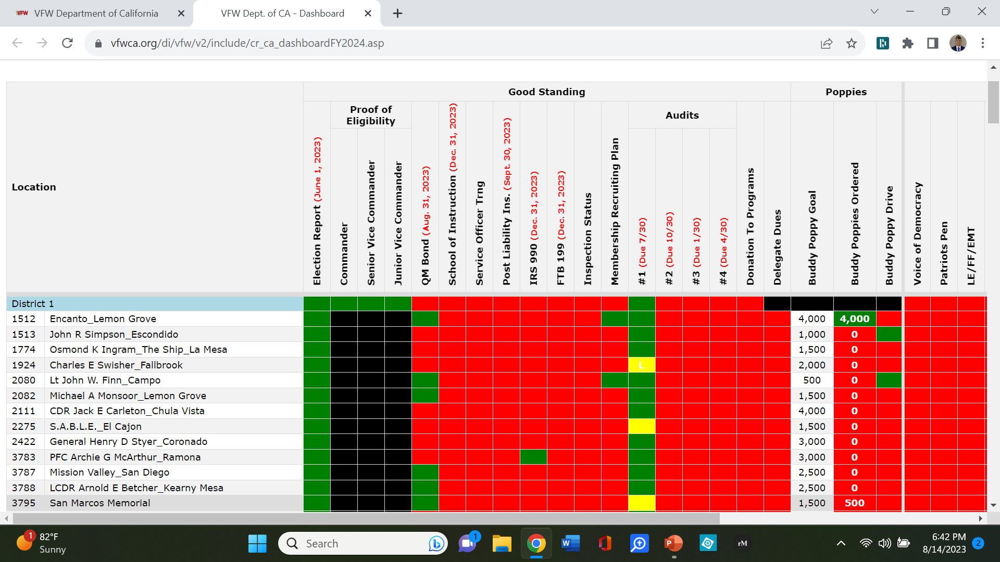 VFW VFW Department of California
VFW Dept. of CA - Dashboard
vfwca.org/di/vfw/v2/include/cr_ca_dashboardFY2024.asp
Location
Good Standing
Poppies
Proof of
Eligibility
Audits
Election Report (June 1, 2023)
Commander
Senior Vice Commander
Junior Vice Commander
QM Bond (Aug. 31, 2023)
School of Instruction (Dec. 31, 2023)
Service Officer Trng
Post Liability Ins. (Sept. 30, 2023)
IRS 990 (Dec. 31, 2023)
FTB 199 (Dec. 31, 2023)
Inspection Status
Membership Recruiting Plan
#1 (Due 7/30)
#2 (Due 10/30)
#3 (Due 1/30)
#4 (Due 4/30)
Donation To Programs
Delegate Dues
Buddy Poppy Goal
Buddy Poppies Ordered
Buddy Poppy Drive
Voice of Democracy
Patriots Pen
LE/FF/EMT
District 1
1512 Encanto_Lemon Grove 4,000 4,000
1513 John R Simpson_Escondido 1,000 0
1774 Osmond K Ingram_The Ship_La Mesa 1,500 0
1924 Charles E Swisher_Fallbrook L 2,000 0
2080 Lt John W. Finn_Campo 500 0
2082 Michael A Monsoor_Lemon Grove 1,500 0
2111 CDR Jack E Carleton_Chula Vista 4,000 0
2275 S.A.B.L.E._El Cajon 1,500 0
2422 General Henry D Styer_Coronado 3,000 0
3783 PFC Archie G McArthur_Ramona 3,000 0
3787 Mission Valley_San Diego 2,500 0
3788 LCDR Arnold E Betcher_Kearny Mesa 2,500 0
3795 San Marcos Memorial 1,500 500
1 82°F
Sunny
Search
1
W
P
rM
6:42 PM
8/14/2023
2